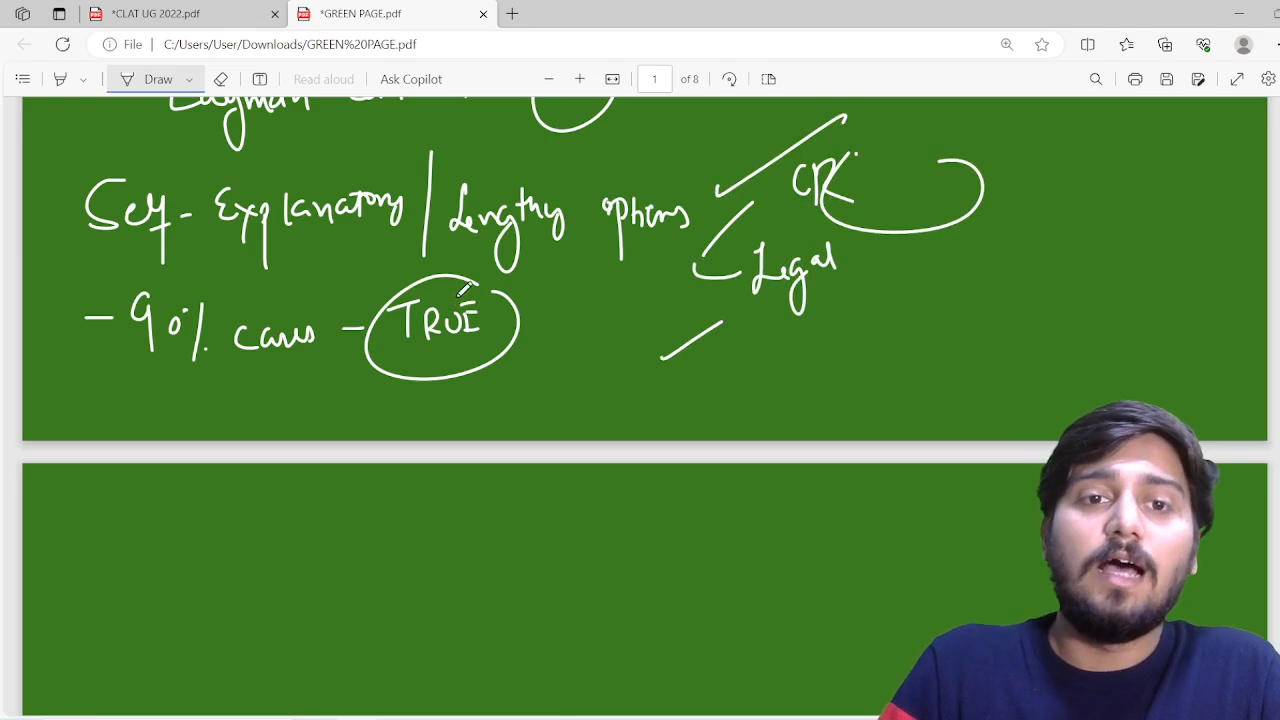 *CLAT UG 2022.pdf
*GREEN PAGE.pdf
File C:/Users/User/Downloads/GREEN%20PAGE.pdf
Draw
Read aloud
Ask Copilot
1 of 8
Layman
Self- Explanatory / Lengthy options
CR
Legal
- 90% cases - TRUE